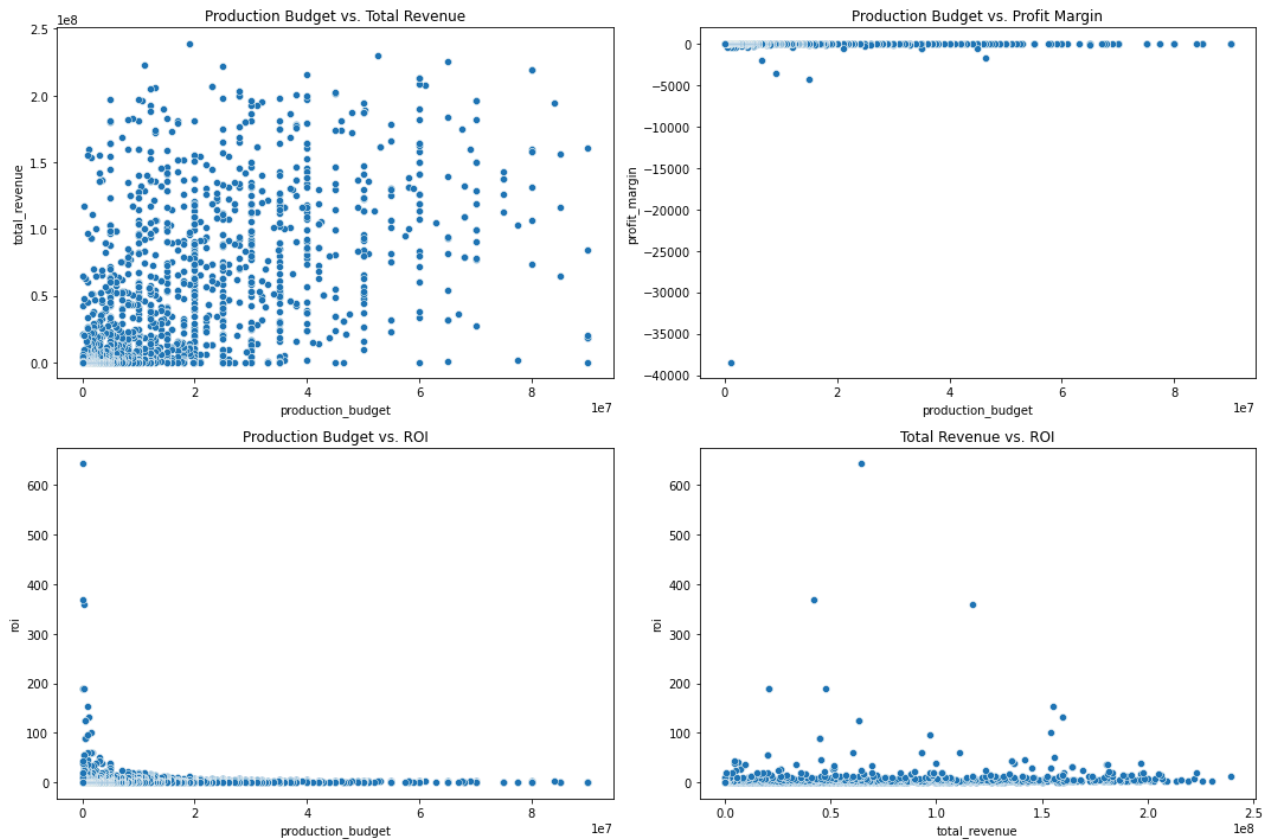 Production Budget vs. Total Revenue
1e8
2.5
2.0
1.5
1.0
0.5
0.0
total_revenue
0 2 4 6 8
1e7
production_budget
Production Budget vs. Profit Margin
0
−5000
−10000
−15000
−20000
−25000
−30000
−35000
−40000
profit_margin
0 2 4 6 8
1e7
production_budget
Production Budget vs. ROI
600
500
400
300
200
100
0
roi
0 2 4 6 8
1e7
production_budget
Total Revenue vs. ROI
600
500
400
300
200
100
0
roi
0.0 0.5 1.0 1.5 2.0 2.5
1e8
total_revenue